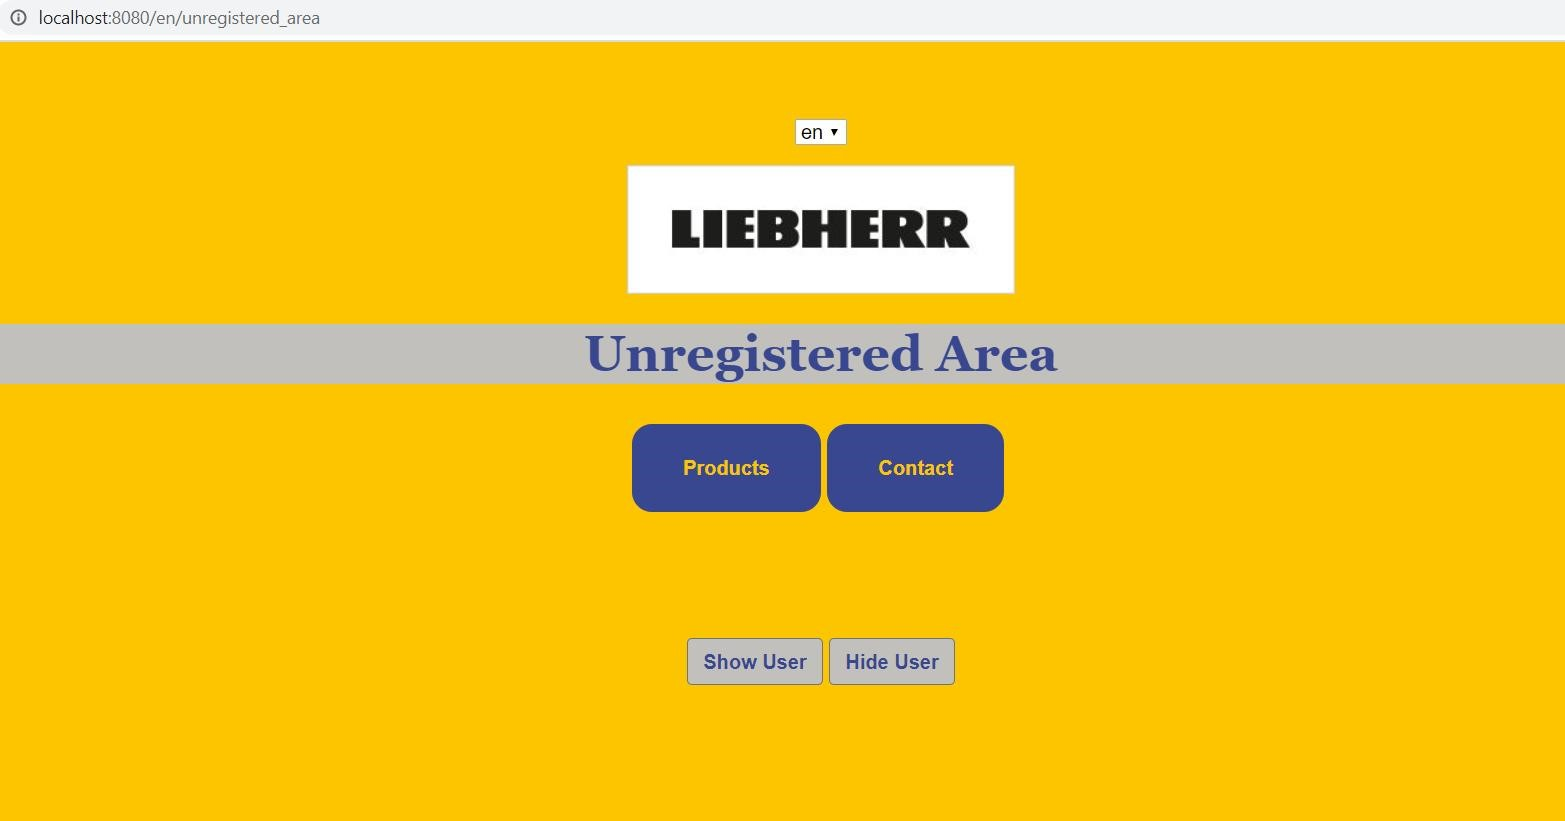 localhost:8080/en/unregistered_area
en
LIEBHERR
Unregistered Area
Products Contact
Show User Hide User